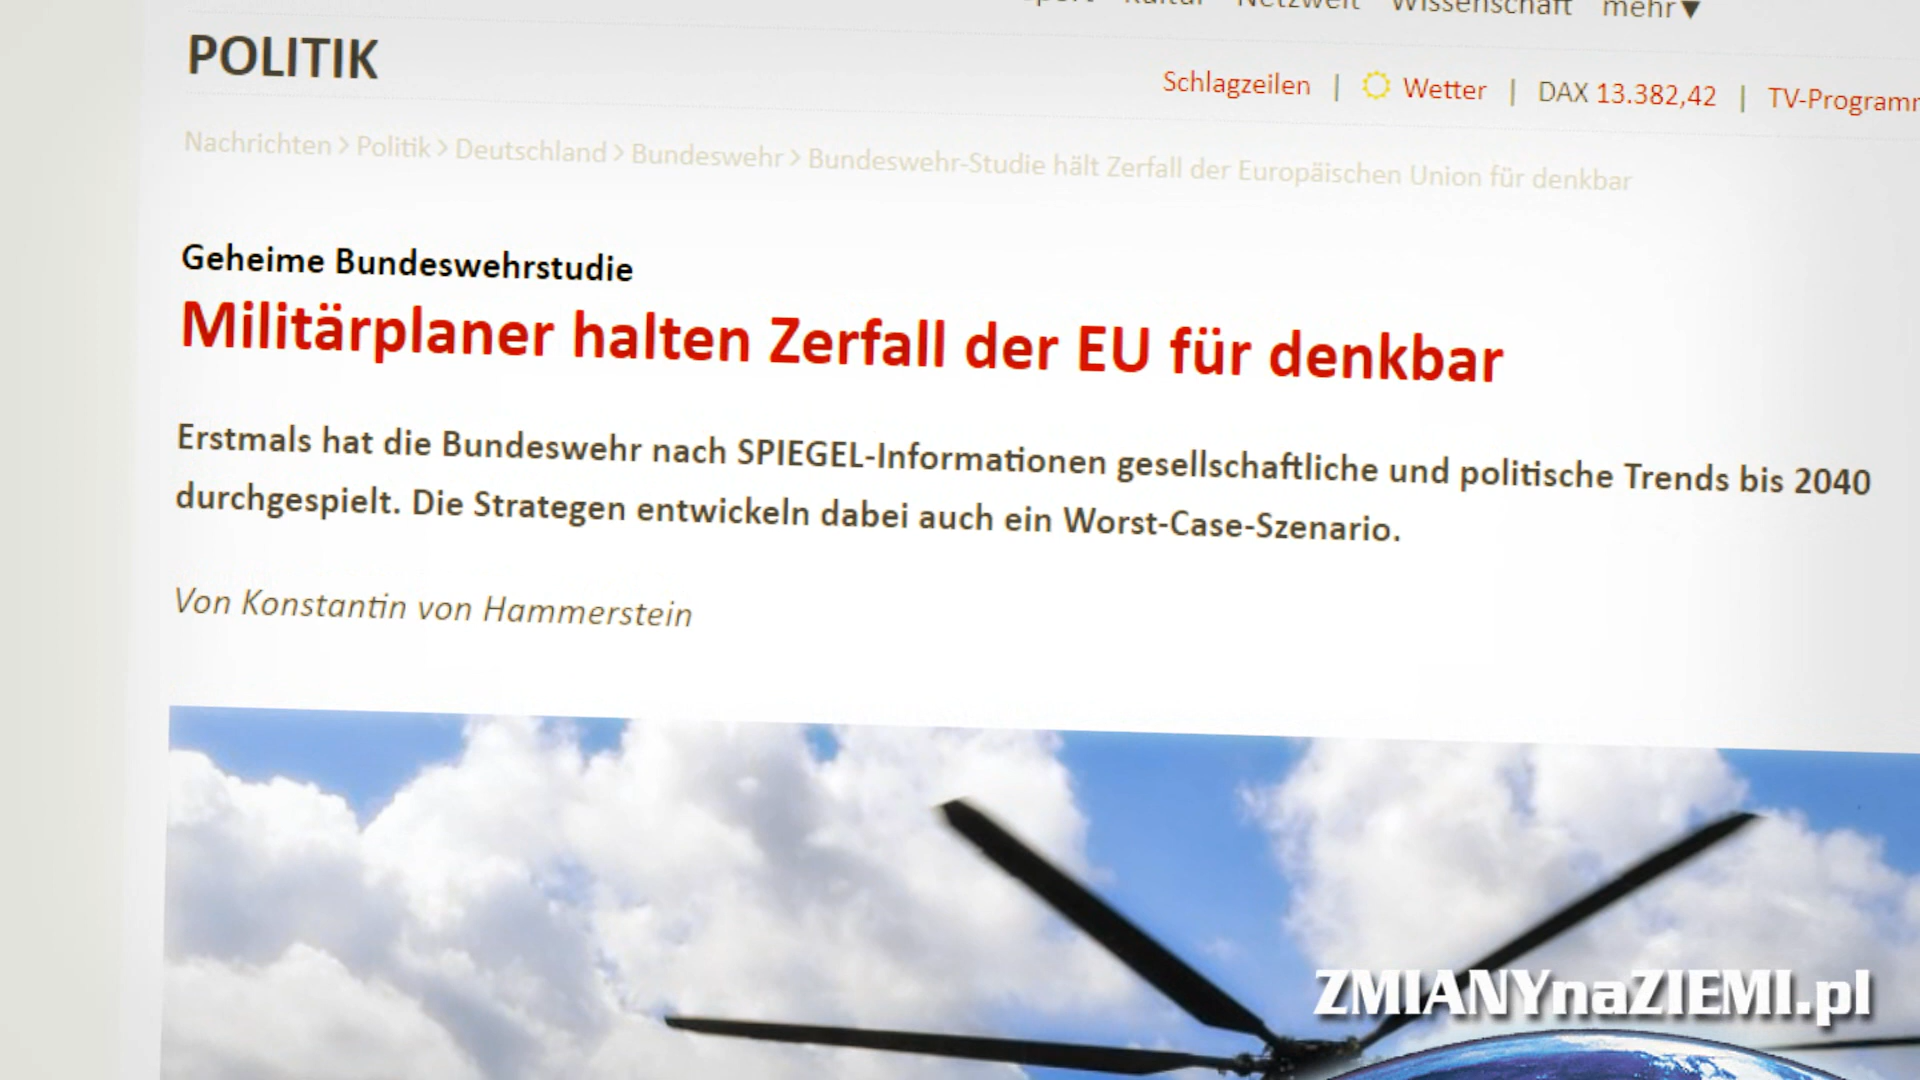 Kultur Netzwelt Wissenschaft mehr▼
POLITIK
Schlagzeilen | Wetter | DAX 13.382,42 | TV-Programm
Nachrichten > Politik > Deutschland > Bundeswehr > Bundeswehr-Studie hält Zerfall der Europäischen Union für denkbar
Geheime Bundeswehrstudie
Militärplaner halten Zerfall der EU für denkbar
Erstmals hat die Bundeswehr nach SPIEGEL-Informationen gesellschaftliche und politische Trends bis 2040
durchgespielt. Die Strategen entwickeln dabei auch ein Worst-Case-Szenario.
Von Konstantin von Hammerstein
ZMIANYnaZIEMI.pl